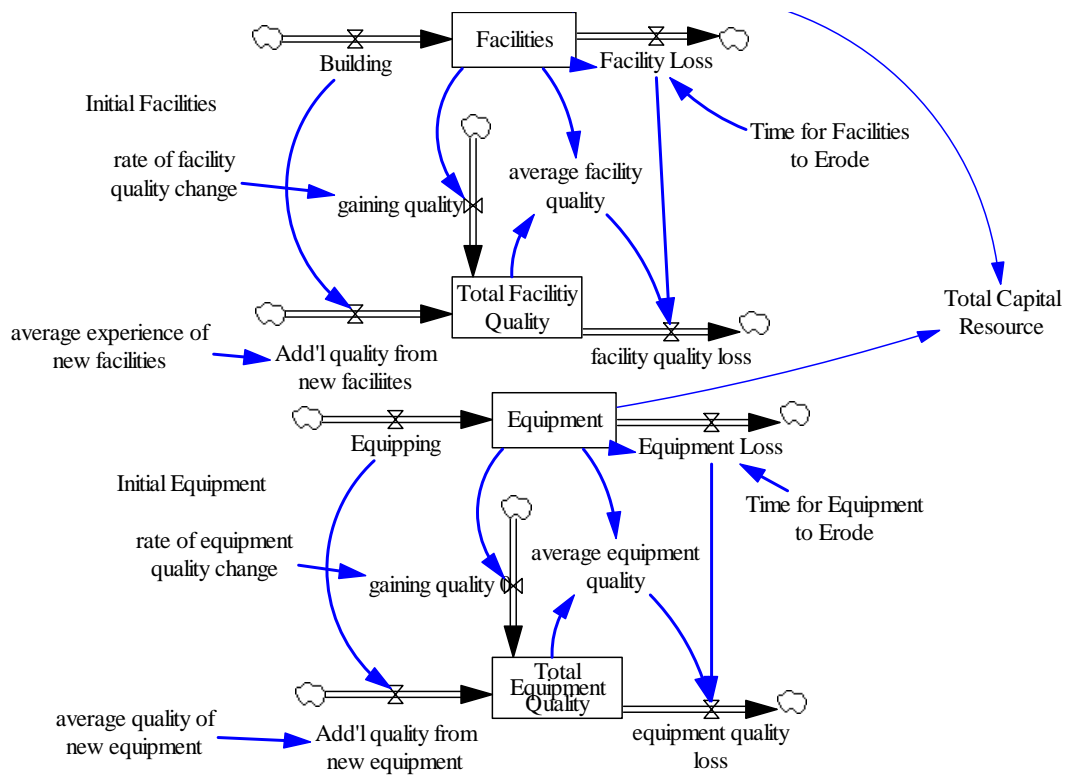 Facilities
Building
Facility Loss
Initial Facilities
Time for Facilities
to Erode
rate of facility
quality change
average facility
quality
gaining quality
Total Facilitiy
Quality
Total Capital
Resource
average experience of
new facilities
Add'l quality from
new faciliites
facility quality loss
Equipment
Equipping
Equipment Loss
Initial Equipment
Time for Equipment
to Erode
rate of equipment
quality change
average equipment
quality
gaining quality
Total
Equipment
Quality
average quality of
new equipment
Add'l quality from
new equipment
equipment quality
loss